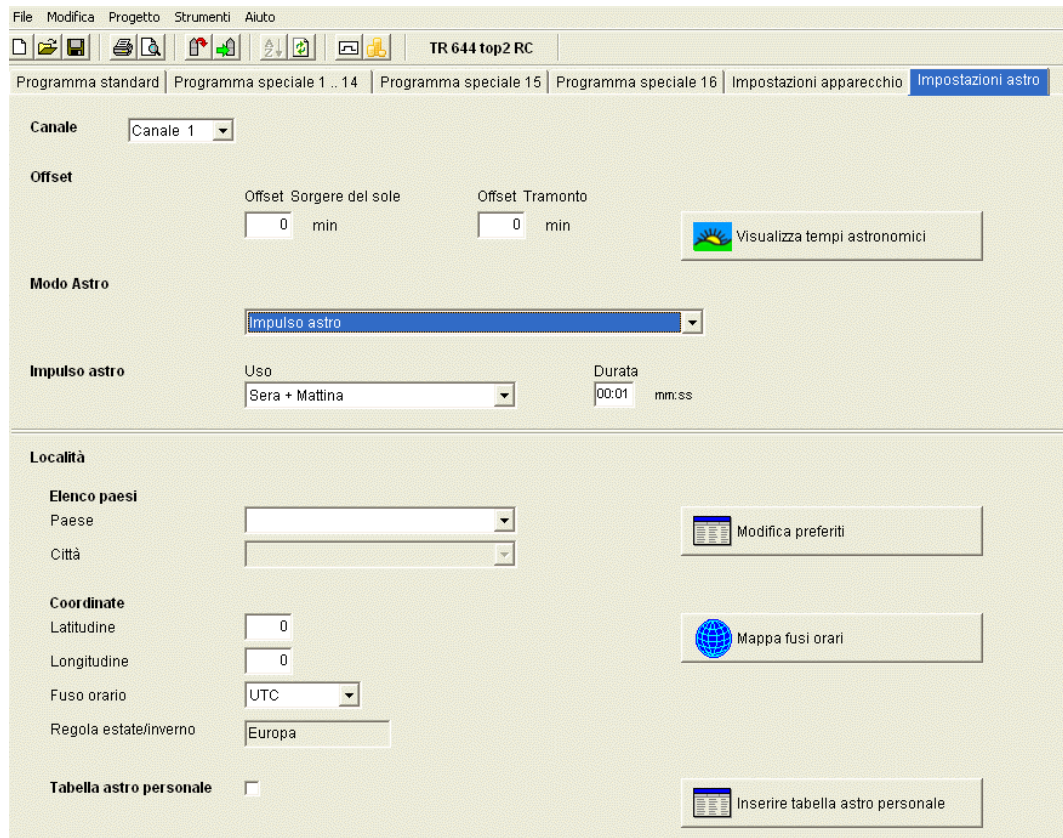 File Modifica Progetto Strumenti Aiuto
TR 644 top2 RC
Programma standard Programma speciale 1 .. 14 Programma speciale 15 Programma speciale 16 Impostazioni apparecchio Impostazioni astro
Canale Canale 1
Offset
Offset Sorgere del sole Offset Tramonto
0 min 0 min Visualizza tempi astronomici
Modo Astro
Impulso astro
Impulso astro Uso Durata
Sera + Mattina 00:01 mm:ss
Località
Elenco paesi
Paese Modifica preferiti
Città
Coordinate
Latitudine 0 Mappa fusi orari
Longitudine 0
Fuso orario UTC
Regola estate/inverno Europa
Tabella astro personale Inserire tabella astro personale